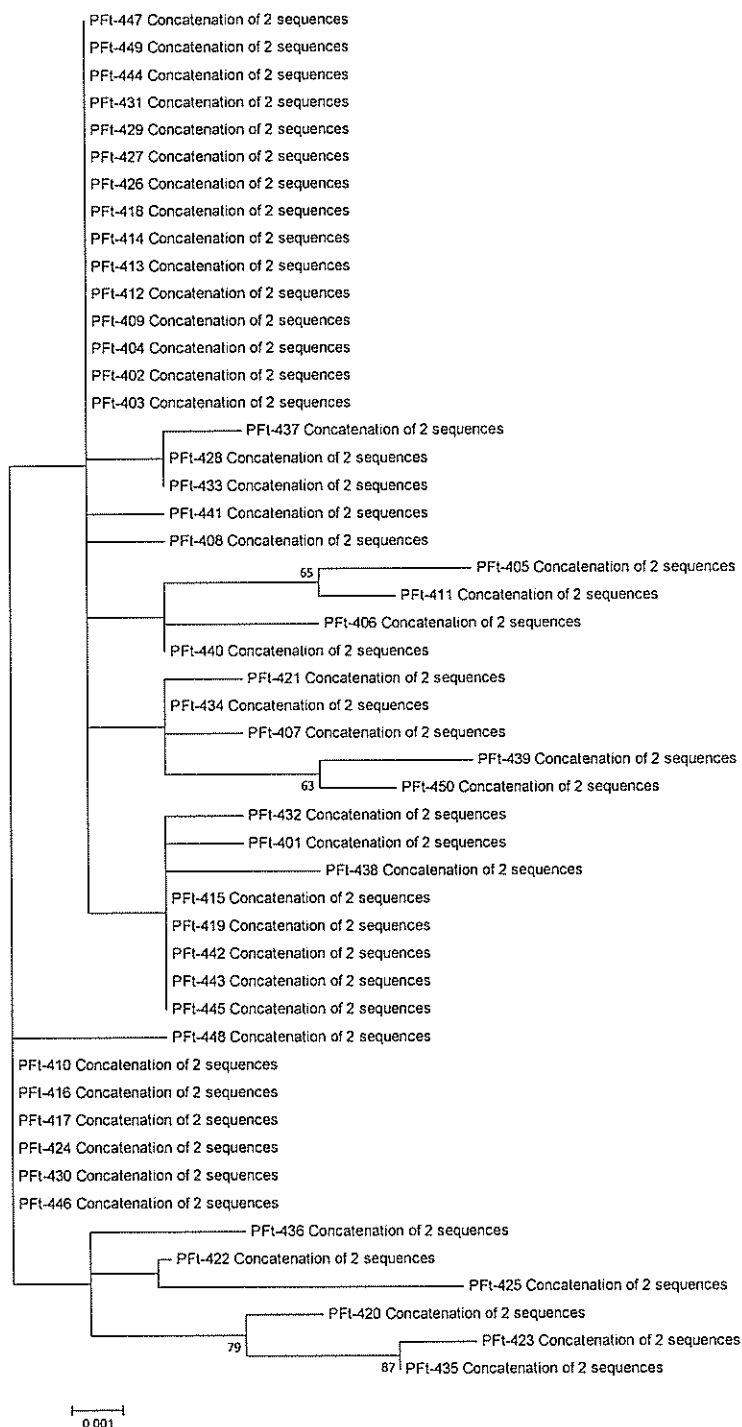 PFt-447 Concatenation of 2 sequences
PFt-449 Concatenation of 2 sequences
PFt-444 Concatenation of 2 sequences
PFt-431 Concatenation of 2 sequences
PFt-429 Concatenation of 2 sequences
PFt-427 Concatenation of 2 sequences
PFt-426 Concatenation of 2 sequences
PFt-418 Concatenation of 2 sequences
PFt-414 Concatenation of 2 sequences
PFt-413 Concatenation of 2 sequences
PFt-412 Concatenation of 2 sequences
PFt-409 Concatenation of 2 sequences
PFt-404 Concatenation of 2 sequences
PFt-402 Concatenation of 2 sequences
PFt-403 Concatenation of 2 sequences
PFt-437 Concatenation of 2 sequences
PFt-428 Concatenation of 2 sequences
PFt-433 Concatenation of 2 sequences
PFt-441 Concatenation of 2 sequences
PFt-408 Concatenation of 2 sequences
PFt-405 Concatenation of 2 sequences
65
PFt-411 Concatenation of 2 sequences
PFt-406 Concatenation of 2 sequences
PFt-440 Concatenation of 2 sequences
PFt-421 Concatenation of 2 sequences
PFt-434 Concatenation of 2 sequences
PFt-407 Concatenation of 2 sequences
PFt-439 Concatenation of 2 sequences
63
PFt-450 Concatenation of 2 sequences
PFt-432 Concatenation of 2 sequences
PFt-401 Concatenation of 2 sequences
PFt-438 Concatenation of 2 sequences
PFt-415 Concatenation of 2 sequences
PFt-419 Concatenation of 2 sequences
PFt-442 Concatenation of 2 sequences
PFt-443 Concatenation of 2 sequences
PFt-445 Concatenation of 2 sequences
PFt-448 Concatenation of 2 sequences
PFt-410 Concatenation of 2 sequences
PFt-416 Concatenation of 2 sequences
PFt-417 Concatenation of 2 sequences
PFt-424 Concatenation of 2 sequences
PFt-430 Concatenation of 2 sequences
PFt-446 Concatenation of 2 sequences
PFt-436 Concatenation of 2 sequences
PFt-422 Concatenation of 2 sequences
PFt-425 Concatenation of 2 sequences
PFt-420 Concatenation of 2 sequences
79
PFt-423 Concatenation of 2 sequences
87
PFt-435 Concatenation of 2 sequences
0.001